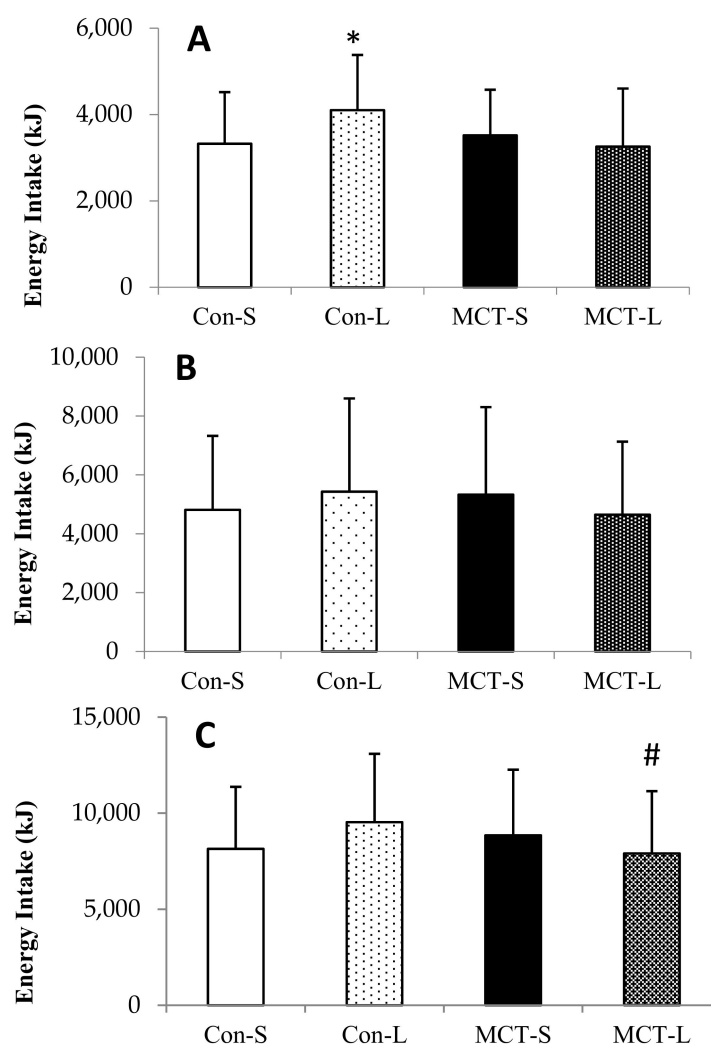 A
*
6,000
4,000
2,000
0
Energy Intake (kJ)
Con-S Con-L MCT-S MCT-L
B
10,000
8,000
6,000
4,000
2,000
0
Energy Intake (kJ)
Con-S Con-L MCT-S MCT-L
C
#
15,000
10,000
5,000
0
Energy Intake (kJ)
Con-S Con-L MCT-S MCT-L